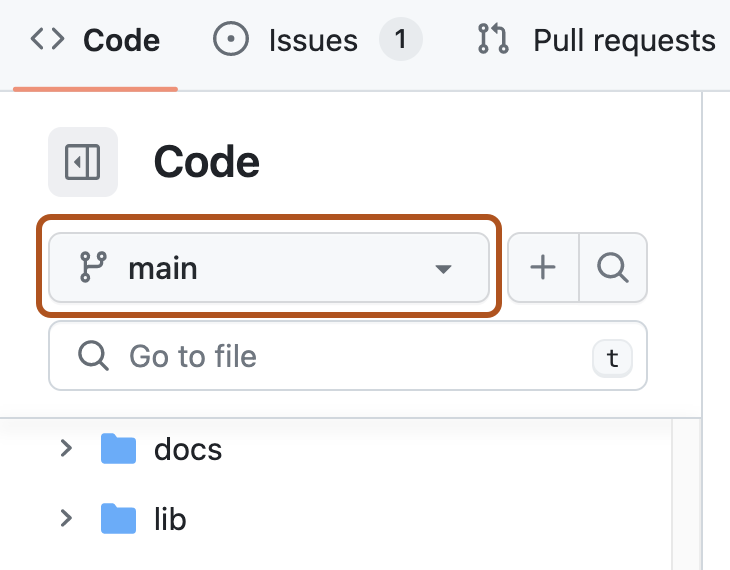 Code Issues 1 Pull requests
Code
main
Go to file t
docs
lib